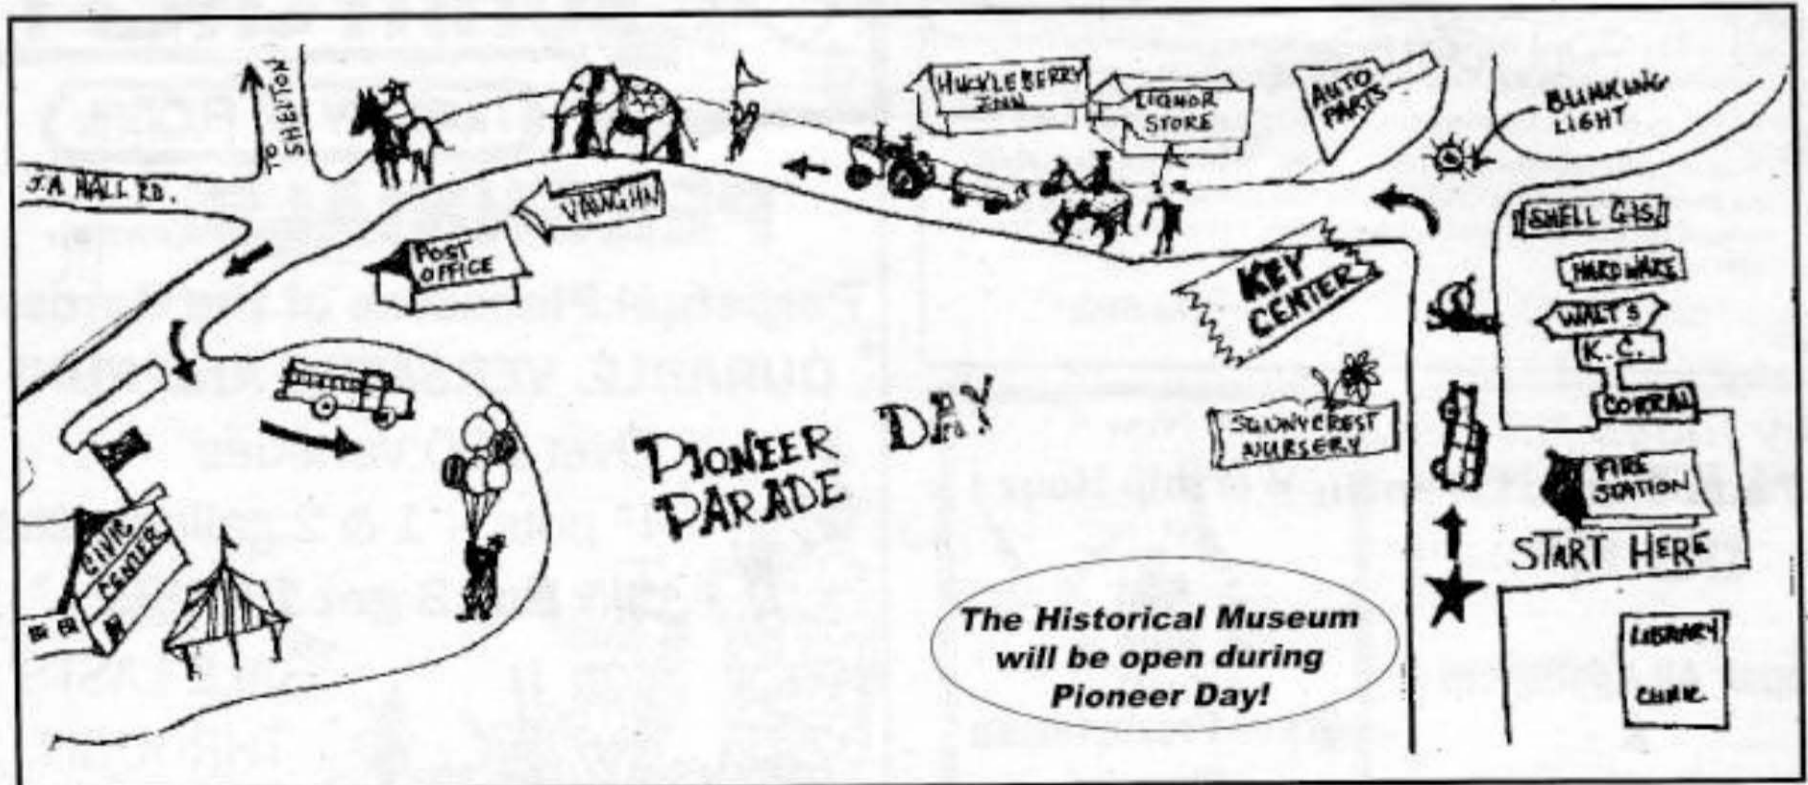 TO SHELTON
J.A. HALL RD.
VAUGHN
POST
OFFICE
HUCKLEBERRY
INN
LIQUOR
STORE
AUTO
PARTS
BLINKING
LIGHT
SHELL GAS
HARDWARE
WALT'S
K.C.
CORRAL
KEY
CENTER
SUNNYCREST
NURSERY
FIRE
STATION
START HERE
LIBRARY
CLINIC
PIONEER DAY
PARADE
CIVIC
CENTER
The Historical Museum
will be open during
Pioneer Day!